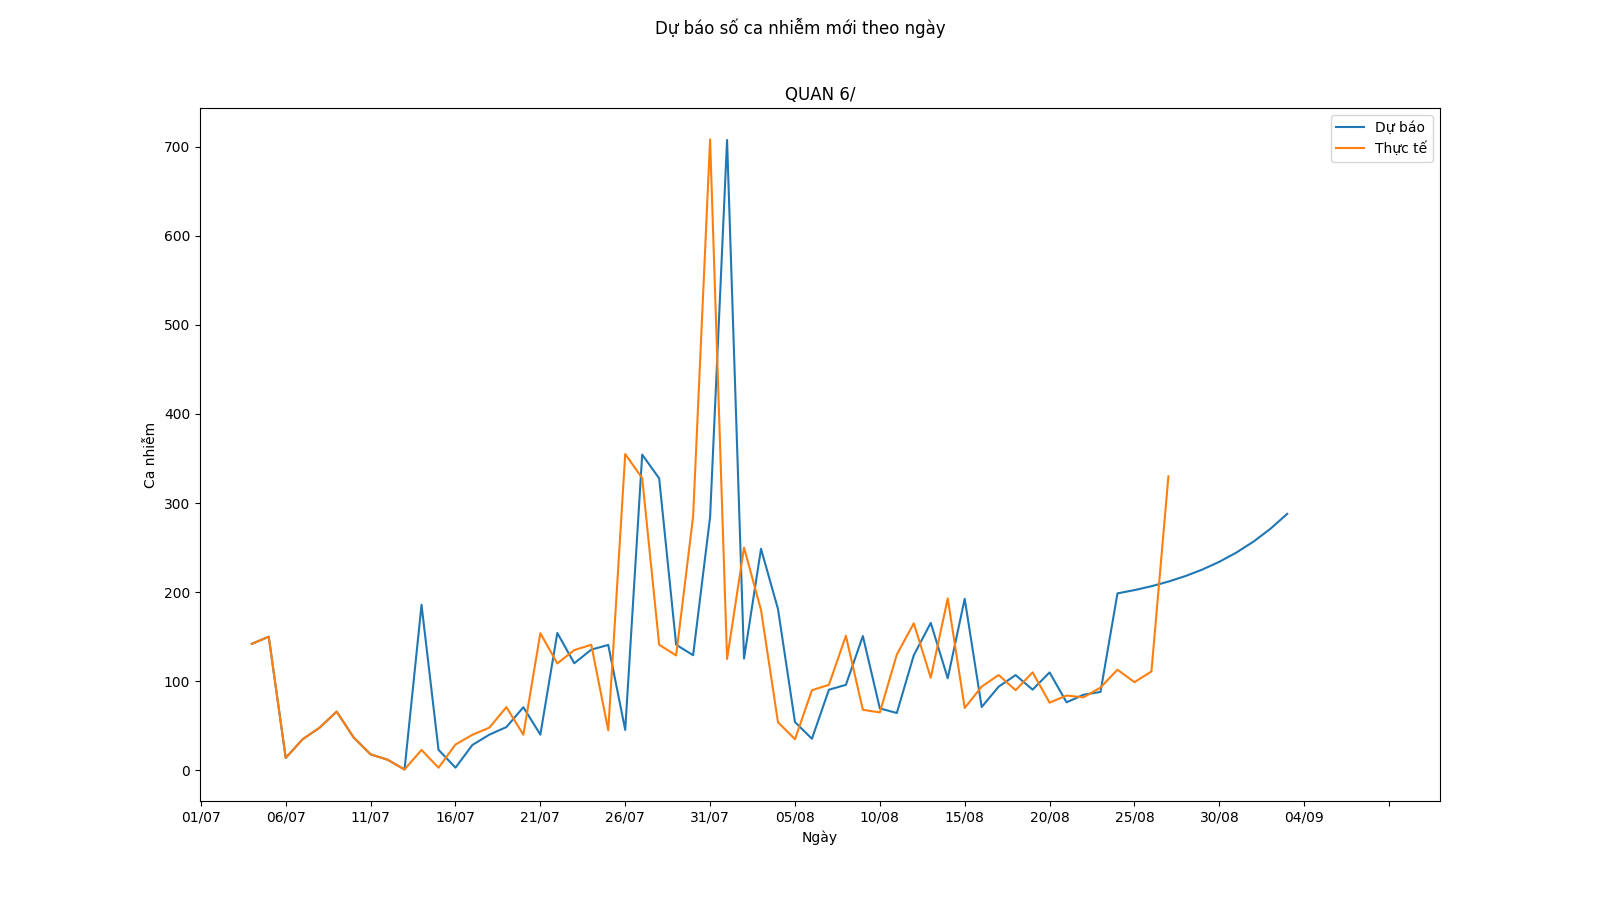 Dự báo số ca nhiễm mới theo ngày
QUAN 6/
Dự báo
Thực tế
700
600
500
400
300
200
100
0
Ca nhiễm
01/07 06/07 11/07 16/07 21/07 26/07 31/07 05/08 10/08 15/08 20/08 25/08 30/08 04/09
Ngày